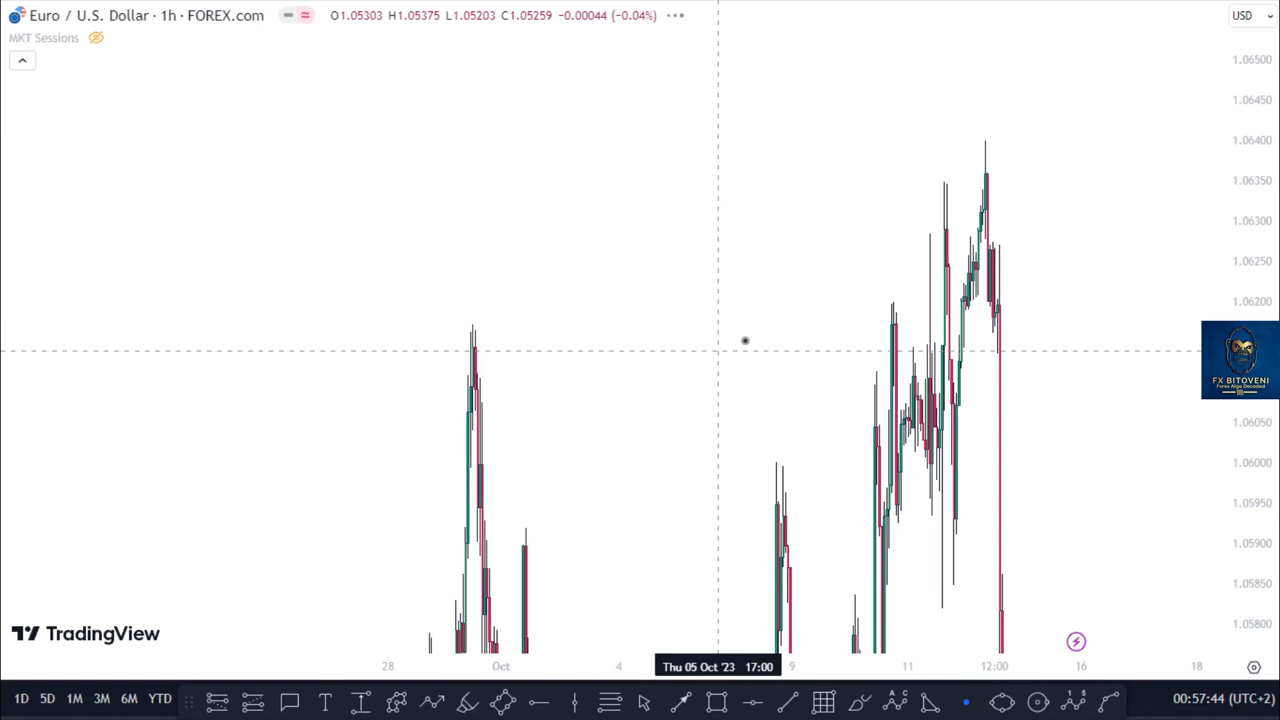 Euro / U.S. Dollar · 1h · FOREX.com O1.05303 H1.05375 L1.05203 C1.05259 −0.00044 (−0.04%)
USD
MKT Sessions
1.06500
1.06450
1.06400
1.06350
1.06300
1.06250
1.06200
FX BITOVENI
Forex Algo Decoded
1.06050
1.06000
1.05950
1.05900
1.05850
1.05800
TradingView
28 Oct 4 Thu 05 Oct '23 17:00 9 11 12:00 16 18
1D 5D 1M 3M 6M YTD 00:57:44 (UTC+2)